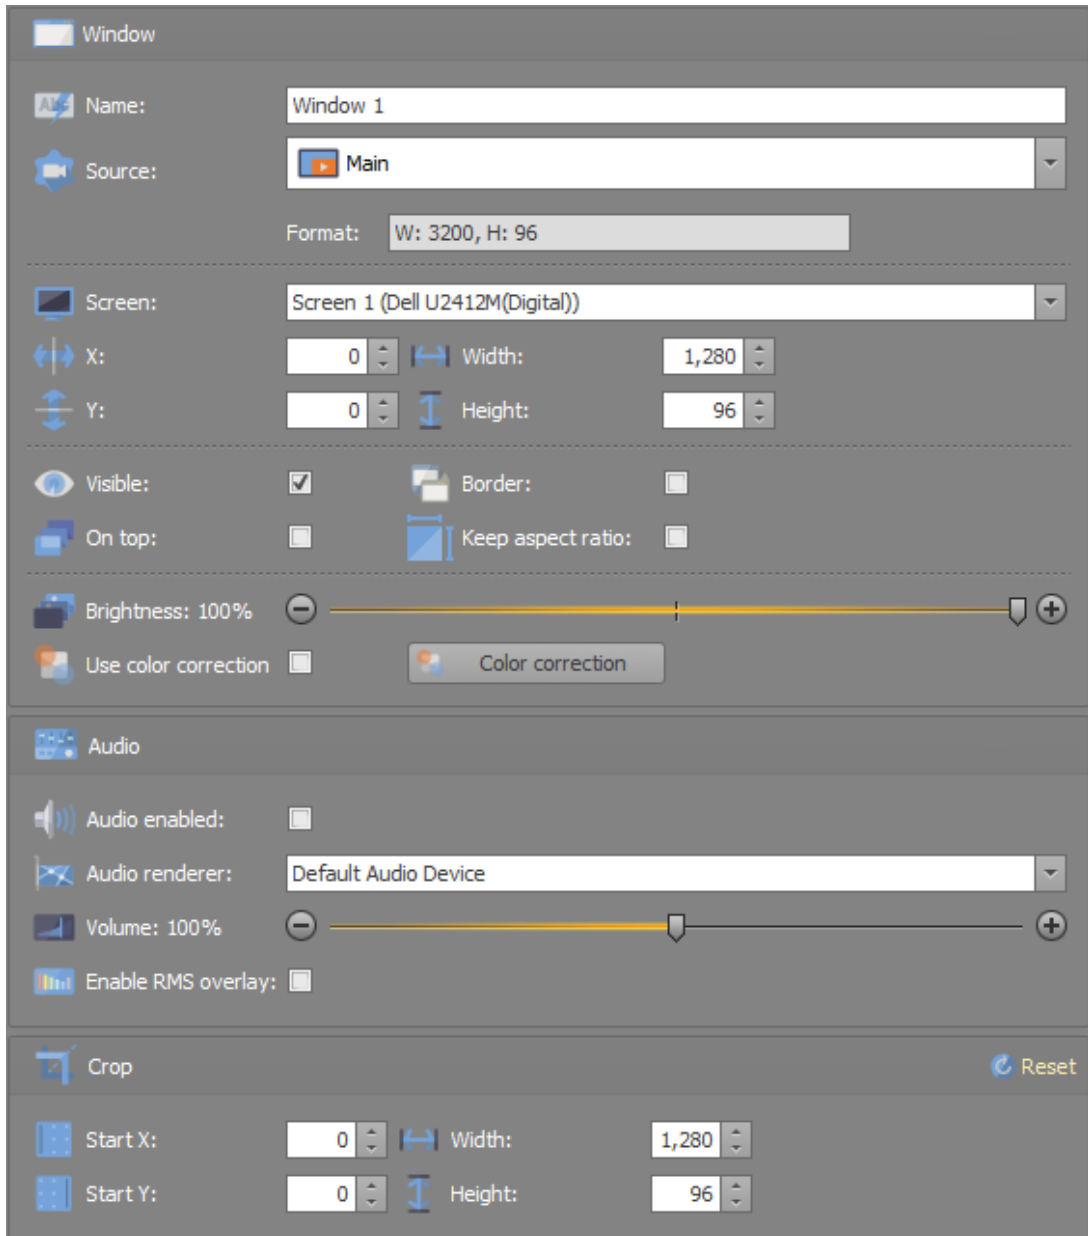 Window
Name: Window 1
Source: Main
Format: W: 3200, H: 96
Screen: Screen 1 (Dell U2412M(Digital))
X: 0 Width: 1,280
Y: 0 Height: 96
Visible: Border:
On top: Keep aspect ratio:
Brightness: 100%
Use color correction Color correction
Audio
Audio enabled:
Audio renderer: Default Audio Device
Volume: 100%
Enable RMS overlay:
Crop Reset
Start X: 0 Width: 1,280
Start Y: 0 Height: 96